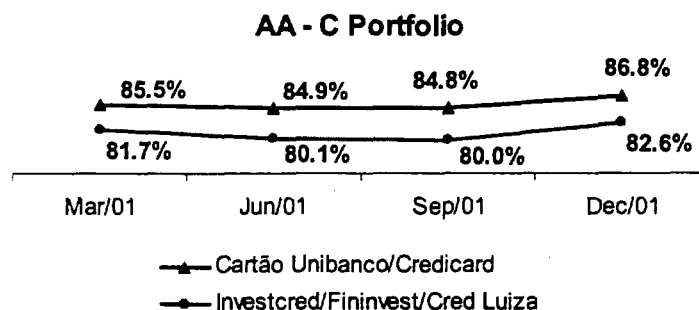 AA - C Portfolio
86.8%
85.5% 84.9% 84.8%
81.7% 80.1% 80.0% 82.6%
Mar/01 Jun/01 Sep/01 Dec/01
Cartão Unibanco/Credicard
Investcred/Fininvest/Cred Luiza